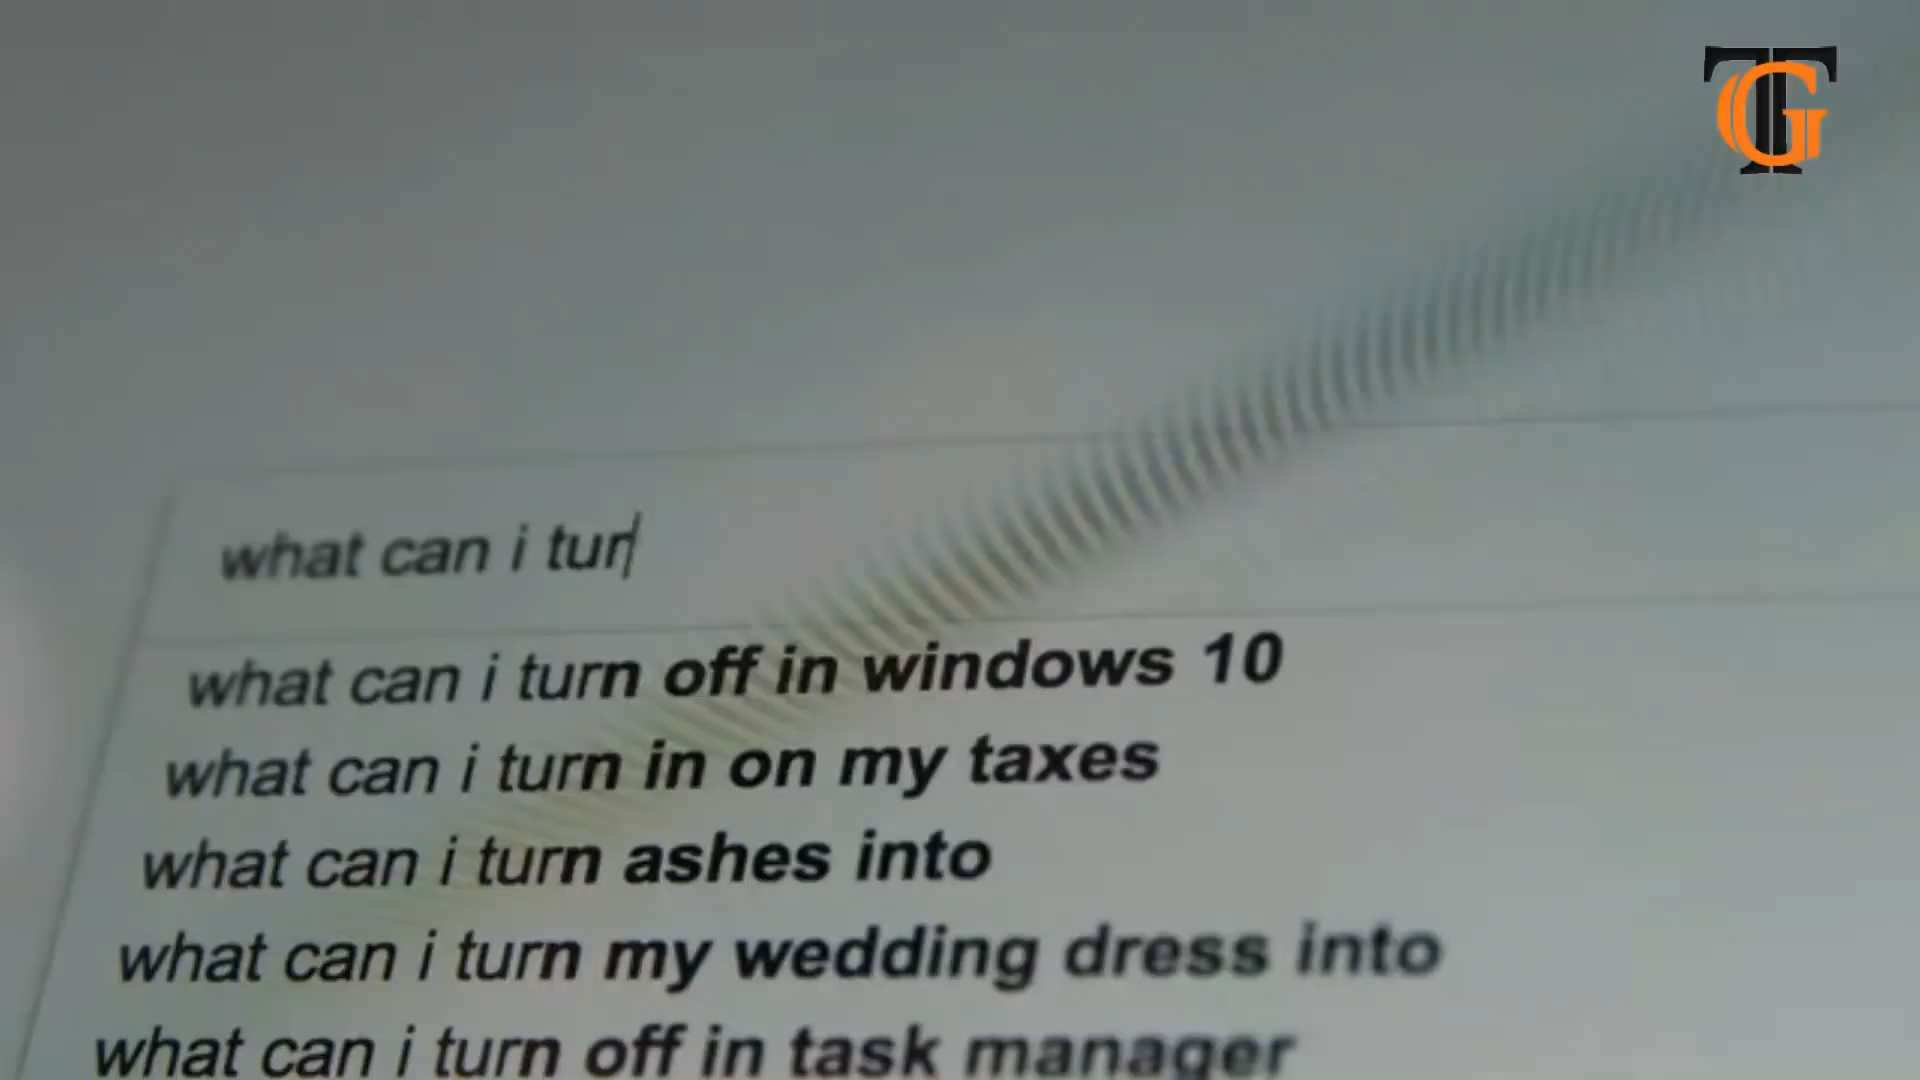 TG
what can i tur
what can i turn off in windows 10
what can i turn in on my taxes
what can i turn ashes into
what can i turn my wedding dress into
what can i turn off in task manager